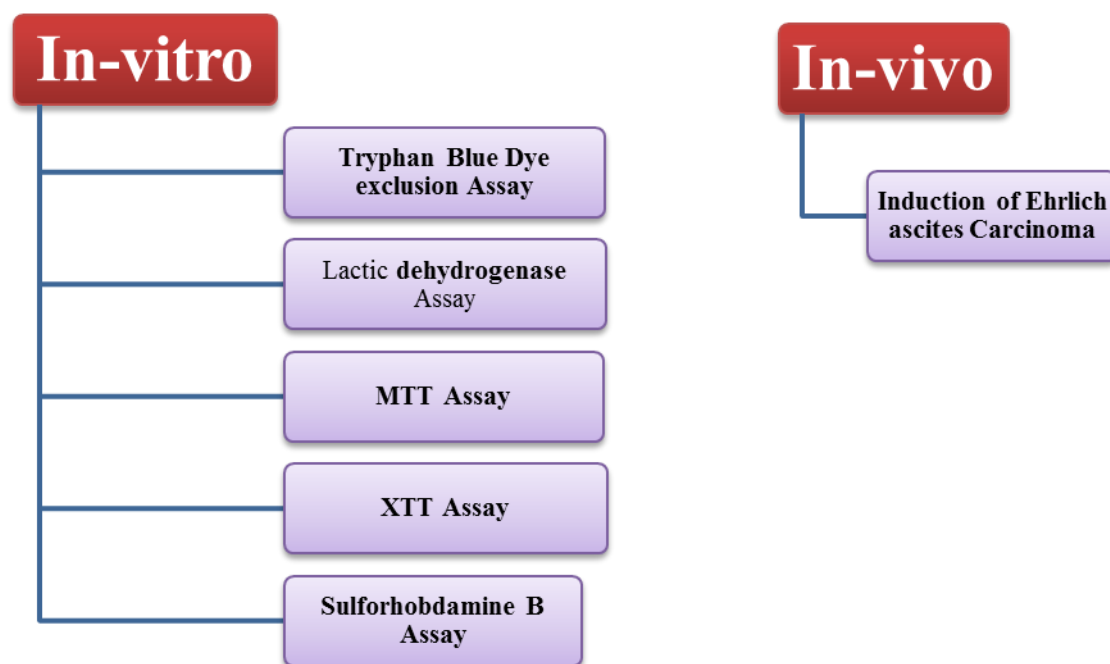 In-vitro
Tryphan Blue Dye
exclusion Assay
Lactic dehydrogenase
Assay
MTT Assay
XTT Assay
Sulforhobdamine B
Assay
In-vivo
Induction of Ehrlich
ascites Carcinoma